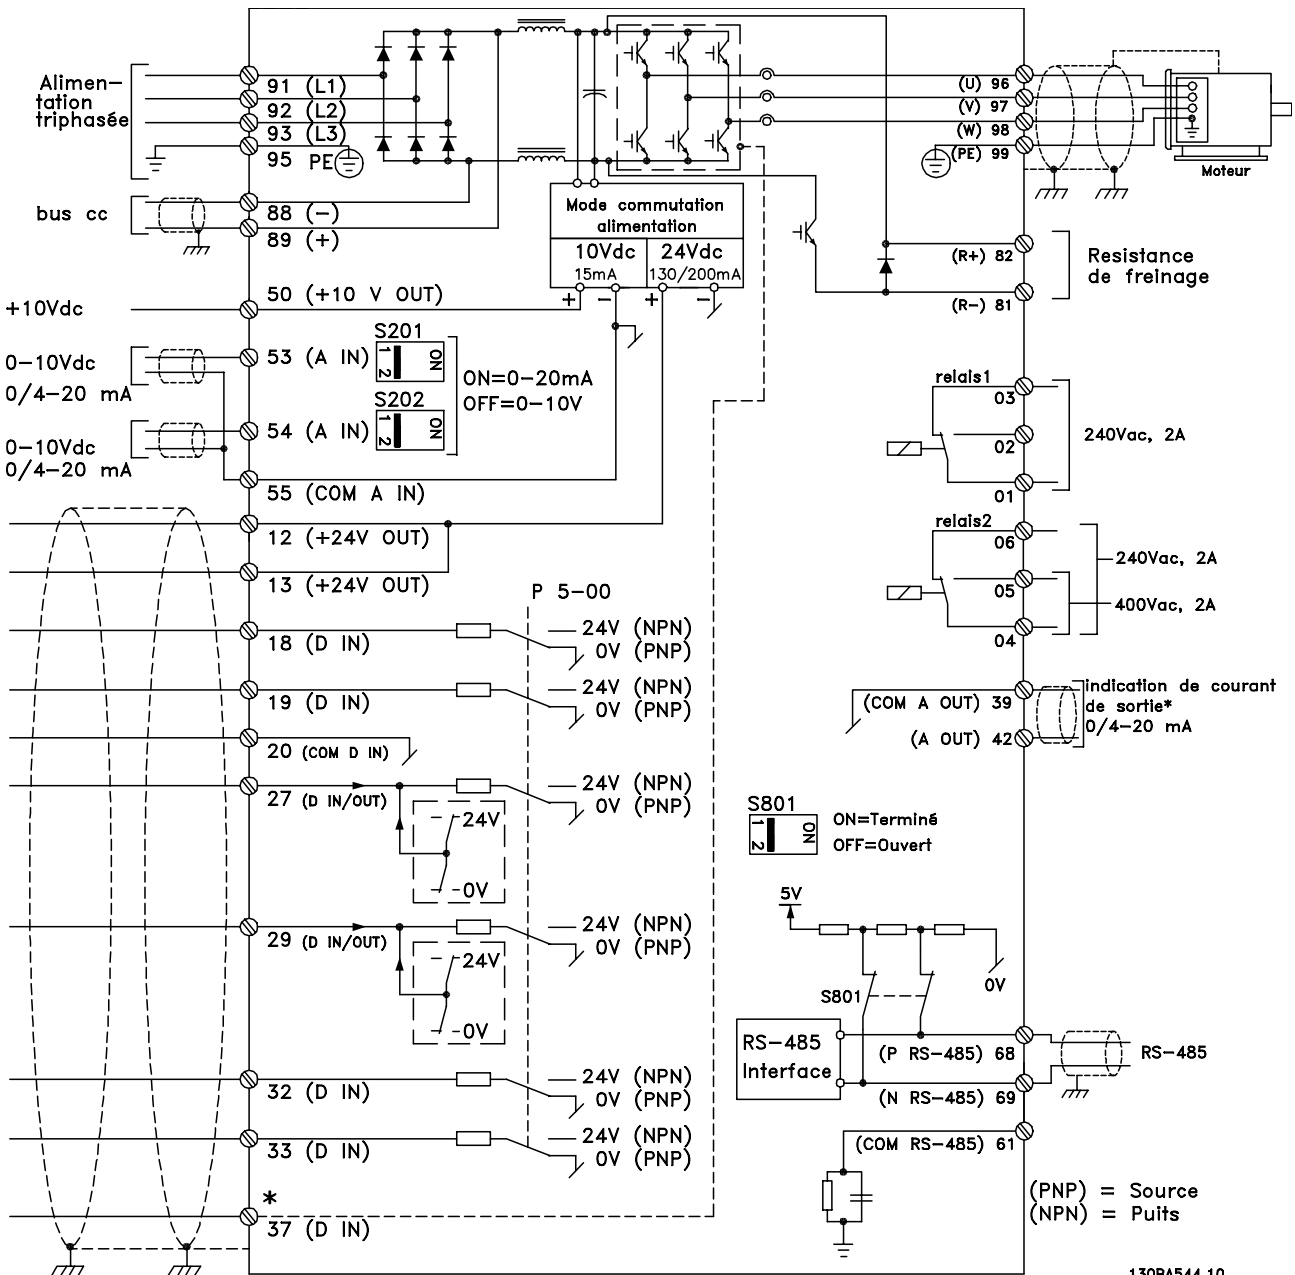 Alimen-
tation
triphasée
91 (L1)
92 (L2)
93 (L3)
95 PE
bus cc
88 (-)
89 (+)
+10Vdc
50 (+10 V OUT)
0-10Vdc
0/4-20 mA
53 (A IN)
S201
1
2
ON
ON=0-20mA
OFF=0-10V
S202
1
2
ON
0-10Vdc
0/4-20 mA
54 (A IN)
55 (COM A IN)
12 (+24V OUT)
13 (+24V OUT)
Mode commutation
alimentation
10Vdc
15mA
24Vdc
130/200mA
+ - + -
(U) 96
(V) 97
(W) 98
(PE) 99
Moteur
(R+) 82
(R-) 81
Resistance
de freinage
relais1
03
02
01
240Vac, 2A
relais2
06
05
04
240Vac, 2A
400Vac, 2A
P 5-00
18 (D IN)
24V (NPN)
0V (PNP)
19 (D IN)
24V (NPN)
0V (PNP)
20 (COM D IN)
27 (D IN/OUT)
24V
0V
24V (NPN)
0V (PNP)
29 (D IN/OUT)
24V
0V
24V (NPN)
0V (PNP)
32 (D IN)
24V (NPN)
0V (PNP)
33 (D IN)
24V (NPN)
0V (PNP)
*
37 (D IN)
(COM A OUT) 39
(A OUT) 42
indication de courant
de sortie*
0/4-20 mA
S801
1
2
ON
ON=Terminé
OFF=Ouvert
5V
0V
S801
RS-485
Interface
(P RS-485) 68
(N RS-485) 69
RS-485
(COM RS-485) 61
(PNP) = Source
(NPN) = Puits
130BA544.10